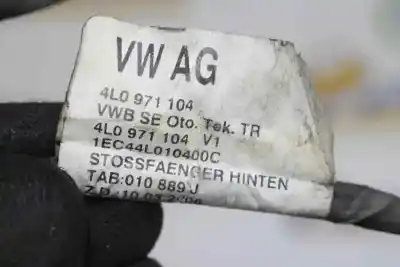 VW AG
4L0 971 104
VWB SE Oto. Tek. TR
4L0 971 104 V1
1EC44L010400C
STOSSFAENGER HINTEN
TAB:010 889 J